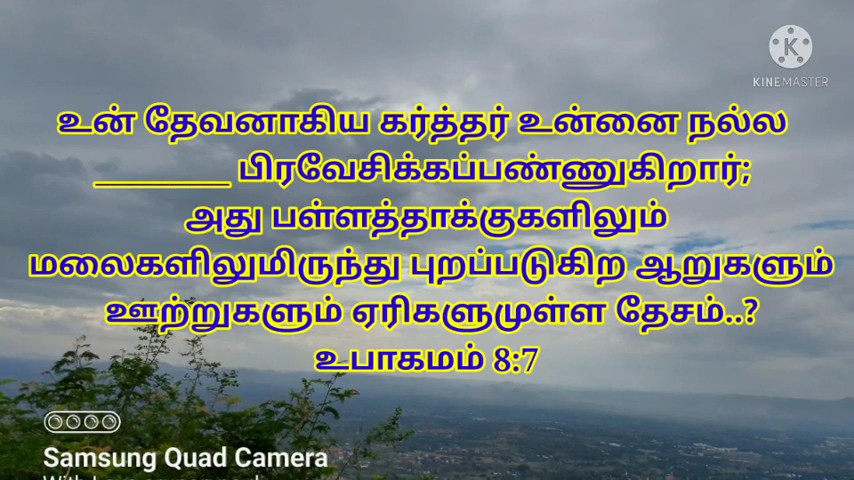 KINEMASTER
உன் தேவனாகிய கர்த்தர் உன்னை நல்ல
_________ பிரவேசிக்கப்பண்ணுகிறார்;
அது பள்ளத்தாக்குகளிலும்
மலைகளிலுமிருந்து புறப்படுகிற ஆறுகளும்
ஊற்றுகளும் ஏரிகளுமுள்ள தேசம்..?
உபாகமம் 8:7
Samsung Quad Camera